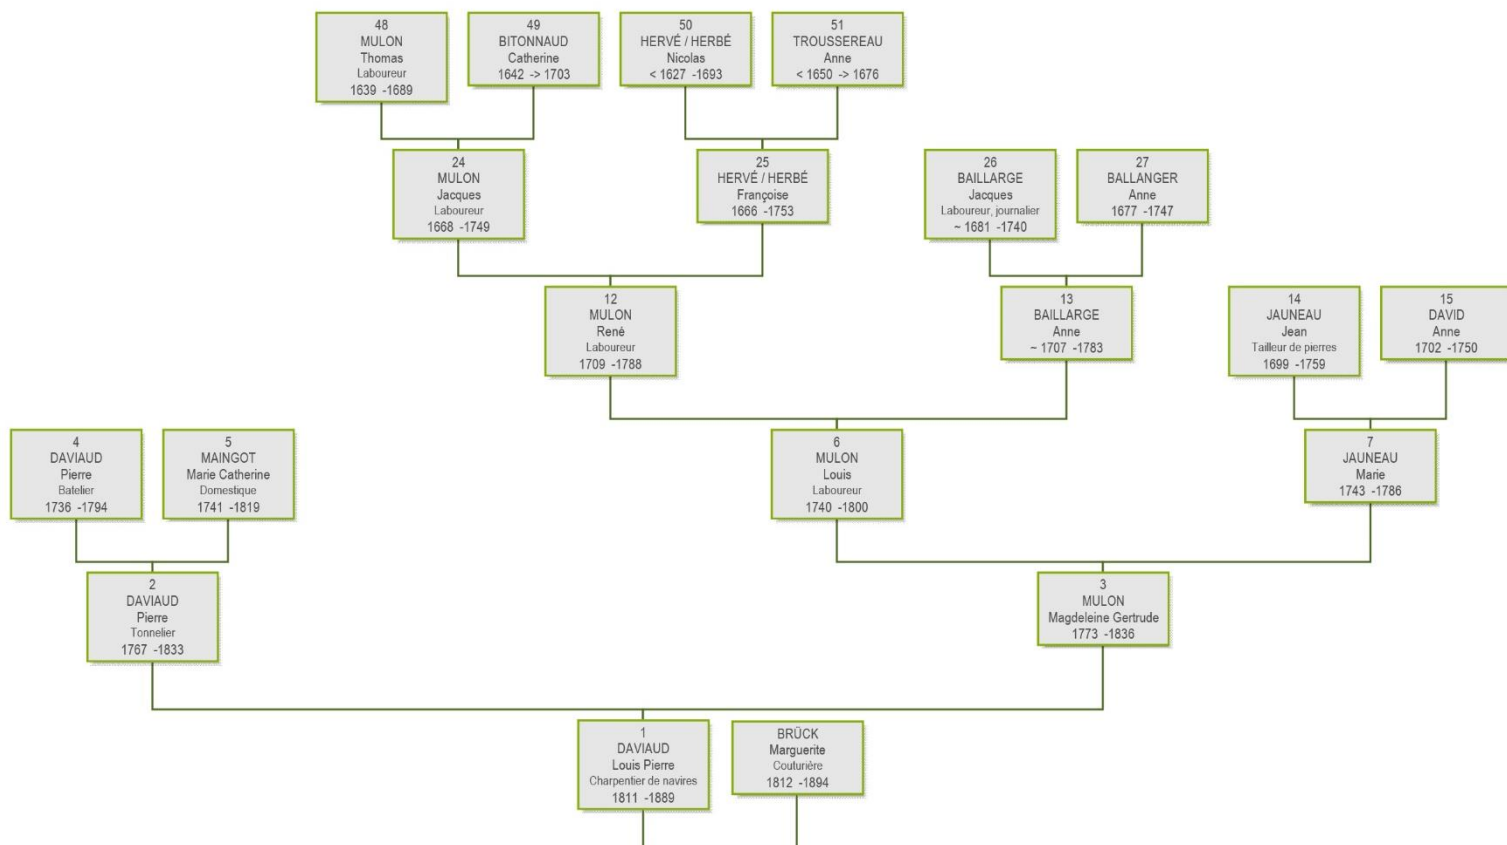 48
MULON
Thomas
Laboureur
1639 -1689
49
BITONNAUD
Catherine
1642 -> 1703
50
HERVÉ / HERBÉ
Nicolas
< 1627 -1693
51
TROUSSEREAU
Anne
< 1650 -> 1676
24
MULON
Jacques
Laboureur
1668 -1749
25
HERVÉ / HERBÉ
Françoise
1666 -1753
26
BAILLARGE
Jacques
Laboureur, journalier
~ 1681 -1740
27
BALLANGER
Anne
1677 -1747
12
MULON
René
Laboureur
1709 -1788
13
BAILLARGE
Anne
~ 1707 -1783
14
JAUNEAU
Jean
Tailleur de pierres
1699 -1759
15
DAVID
Anne
1702 -1750
4
DAVIAUD
Pierre
Batelier
1736 -1794
5
MAINGOT
Marie Catherine
Domestique
1741 -1819
6
MULON
Louis
Laboureur
1740 -1800
7
JAUNEAU
Marie
1743 -1786
2
DAVIAUD
Pierre
Tonnelier
1767 -1833
3
MULON
Magdeleine Gertrude
1773 -1836
1
DAVIAUD
Louis Pierre
Charpentier de navires
1811 -1889
BRÜCK
Marguerite
Couturière
1812 -1894